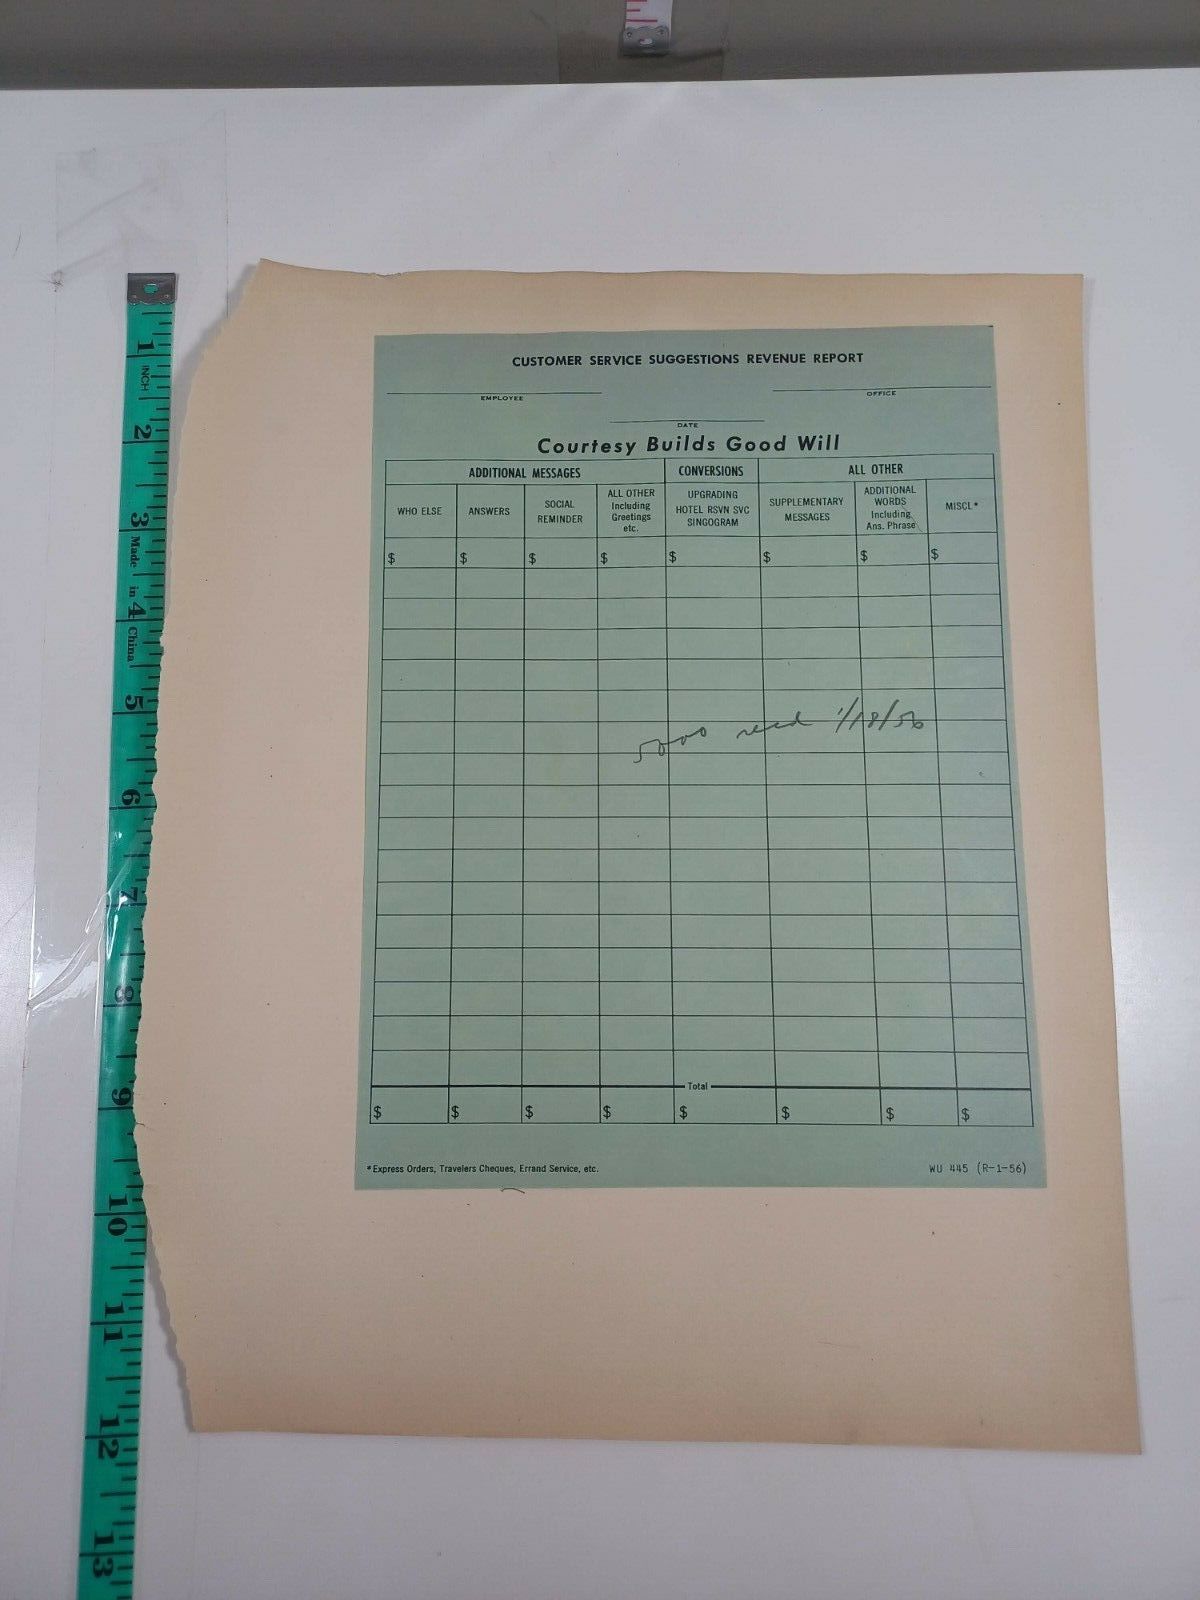 CUSTOMER SERVICE SUGGESTIONS REVENUE REPORT
EMPLOYEE
OFFICE
DATE
Courtesy Builds Good Will
ADDITIONAL MESSAGES CONVERSIONS ALL OTHER
WHO ELSE
ANSWERS
SOCIAL
REMINDER
ALL OTHER
Including
Greetings
etc.
UPGRADING
HOTEL RSVN SVC
SINGOGRAM
SUPPLEMENTARY
MESSAGES
ADDITIONAL
WORDS
Including
Ans. Phrase
MISCL*
$ $ $ $ $ $ $ $
5000 recd 1/18/56
Total
$ $ $ $ $ $ $ $
*Express Orders, Travelers Cheques, Errand Service, etc.
WU 445 (R-1-56)
1
INCH
2
3
Made
in
4
China
5
6
7
8
9
10
11
12
13